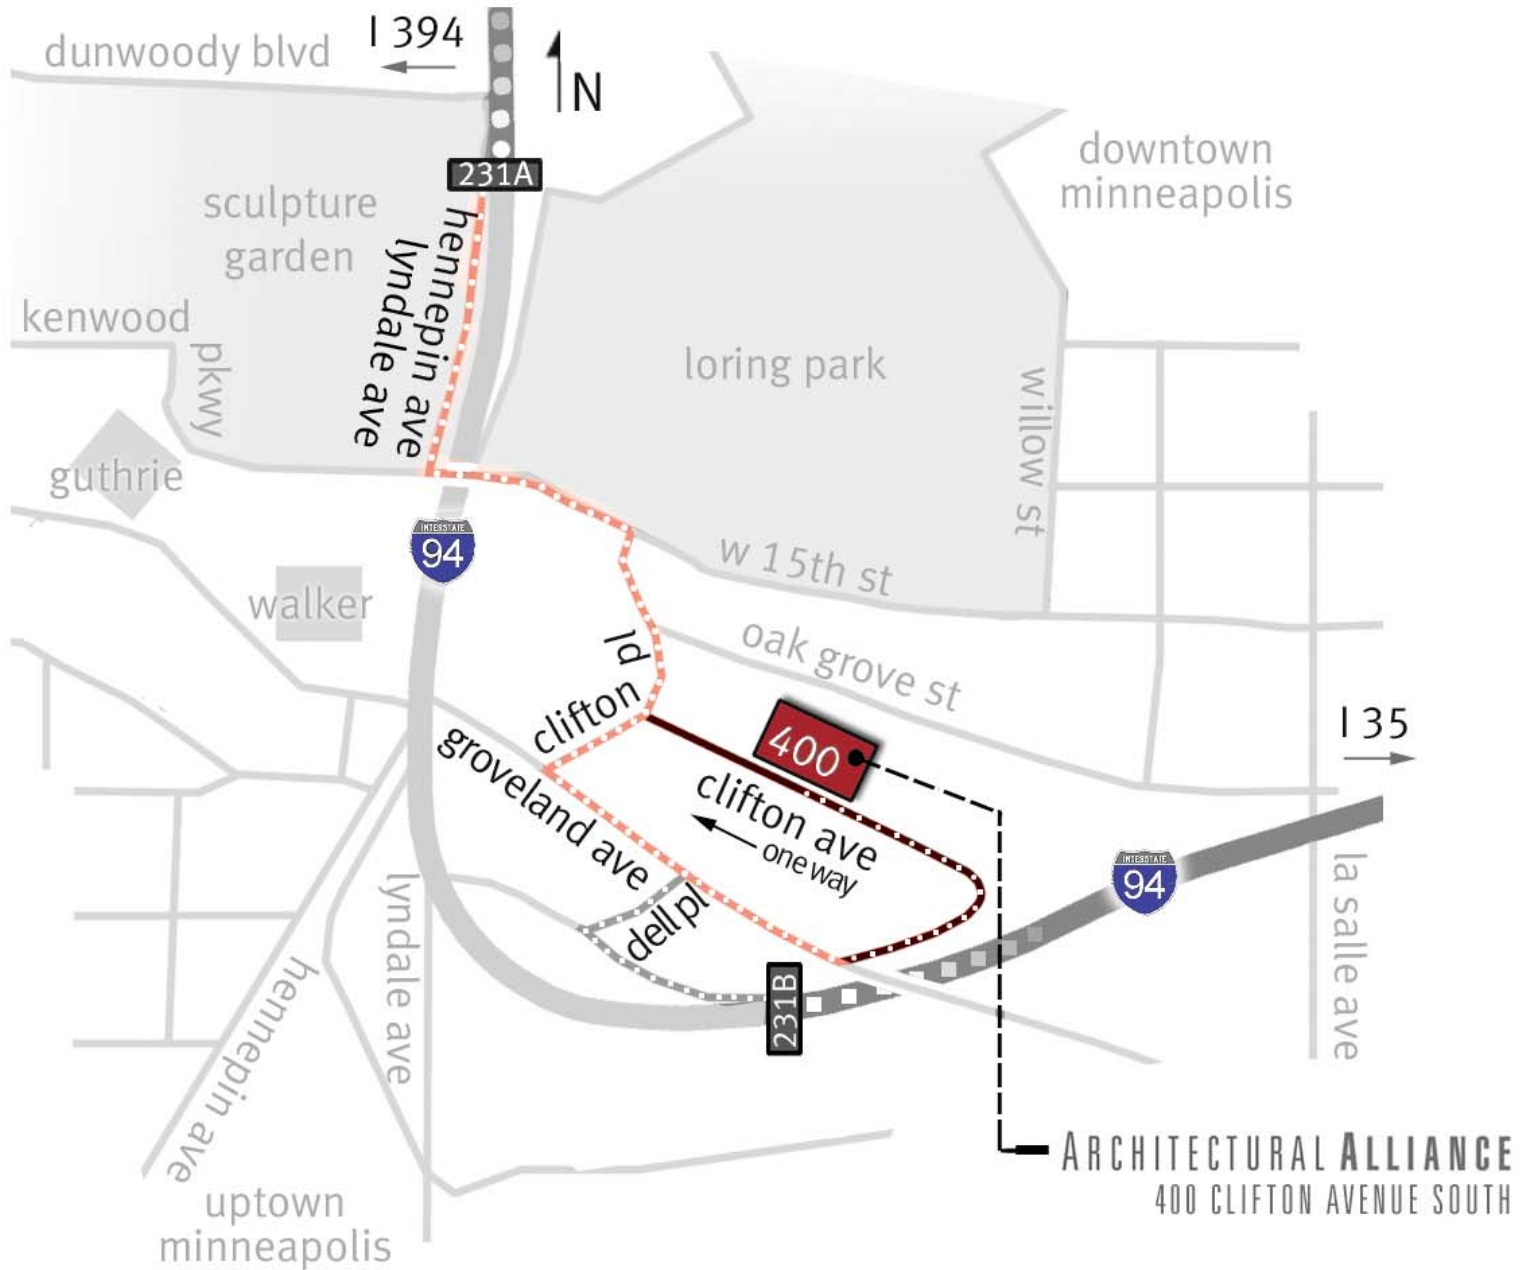 I 394
dunwoody blvd
N
231A
downtown
minneapolis
sculpture
garden
hennepin ave
lyndale ave
kenwood
pkwy
loring park
willow st
guthrie
INTERSTATE
94
w 15th st
walker
oak grove st
clifton pl
I 35
400
groveland ave
clifton ave
one way
INTERSTATE
94
dell pl
lyndale ave
la salle ave
hennepin ave
231B
ARCHITECTURAL ALLIANCE
400 CLIFTON AVENUE SOUTH
uptown
minneapolis